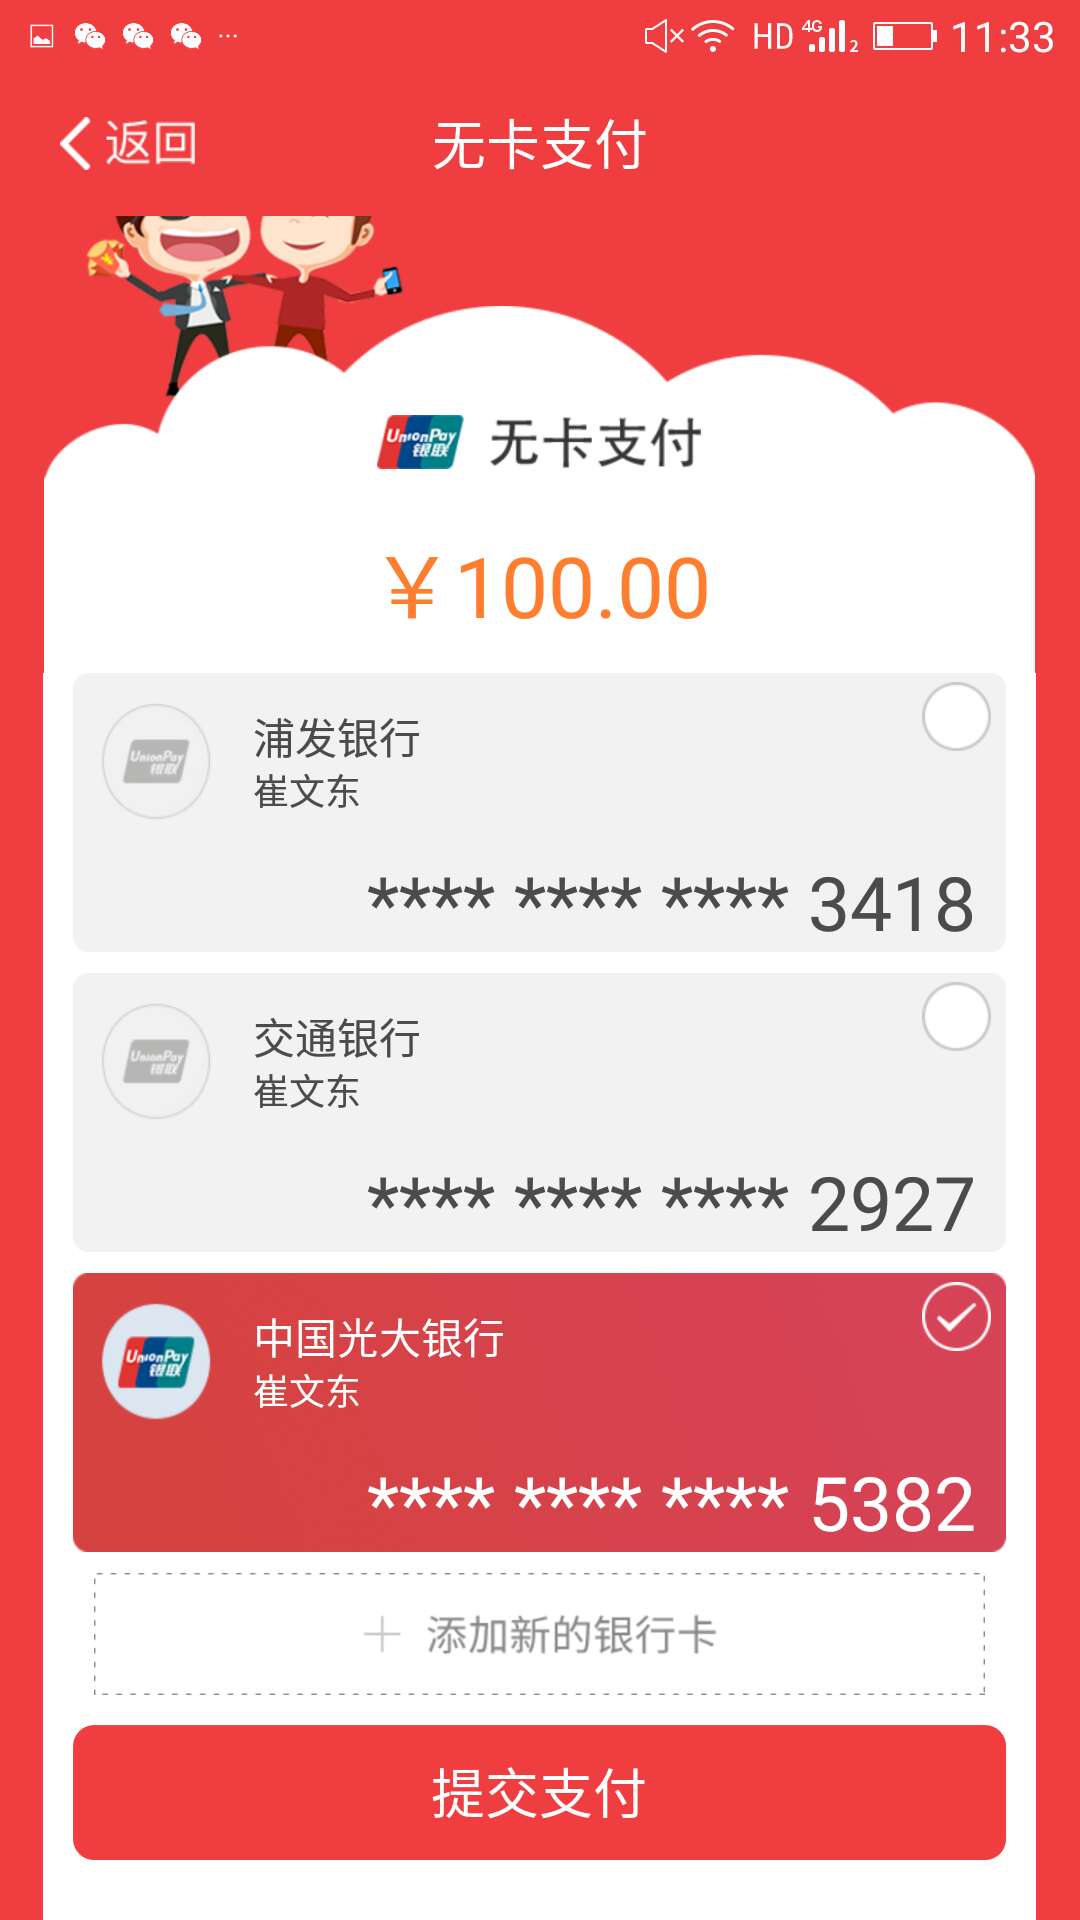 HD 4G 2 11:33
返回
无卡支付
UnionPay 银联 无卡支付
￥100.00
UnionPay 银联
浦发银行
崔文东
**** **** **** 3418
UnionPay 银联
交通银行
崔文东
**** **** **** 2927
UnionPay 银联
中国光大银行
崔文东
**** **** **** 5382
＋ 添加新的银行卡
提交支付